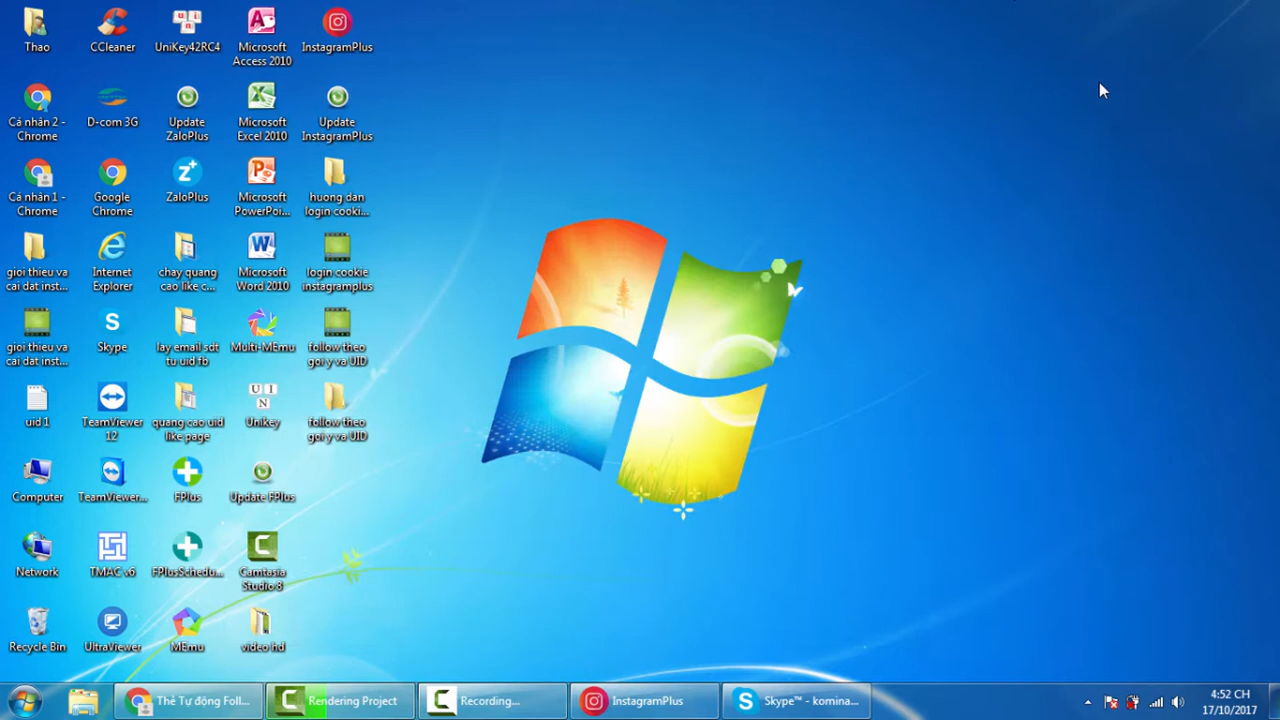 Thao
CCleaner
UniKey42RC4
Microsoft
Access 2010
InstagramPlus
Cá nhân 2 -
Chrome
D-com 3G
Update
ZaloPlus
Microsoft
Excel 2010
Update
InstagramPlus
Cá nhân 1 -
Chrome
Google
Chrome
ZaloPlus
Microsoft
PowerPoi...
huong dan
login cooki...
gioi thieu va
cai dat inst...
Internet
Explorer
chay quang
cao like c...
Microsoft
Word 2010
login cookie
instagramplus
gioi thieu va
cai dat inst...
Skype
lay email sdt
tu uid fb
Multi-MEmu
follow theo
goi y va UID
uid 1
TeamViewer
12
quang cao uid
like page
Unikey
follow theo
goi y va UID
Computer
TeamViewer...
FPlus
Update FPlus
Network
TMAC v6
FPlusSchedu...
Camtasia
Studio 8
Recycle Bin
UltraViewer
MEmu
video hd
Thẻ Tự động Foll...
Rendering Project
Recording...
InstagramPlus
Skype™ - komina...
4:52 CH
17/10/2017